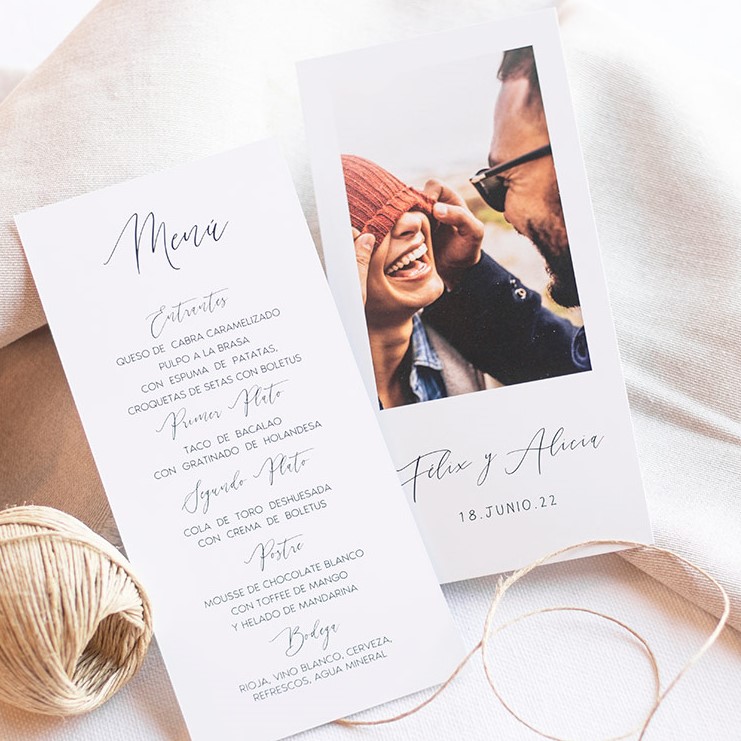 Menú
Entrantes
QUESO DE CABRA CARAMELIZADO
PULPO A LA BRASA
CON ESPUMA DE PATATAS,
CROQUETAS DE SETAS CON BOLETUS
Primer Plato
TACO DE BACALAO
CON GRATINADO DE HOLANDESA
Segundo Plato
COLA DE TORO DESHUESADA
CON CREMA DE BOLETUS
Postre
MOUSSE DE CHOCOLATE BLANCO
CON TOFFEE DE MANGO
Y HELADO DE MANDARINA
Bodega
RIOJA, VINO BLANCO, CERVEZA,
REFRESCOS, AGUA MINERAL
Félix y Alicia
18.JUNIO.22